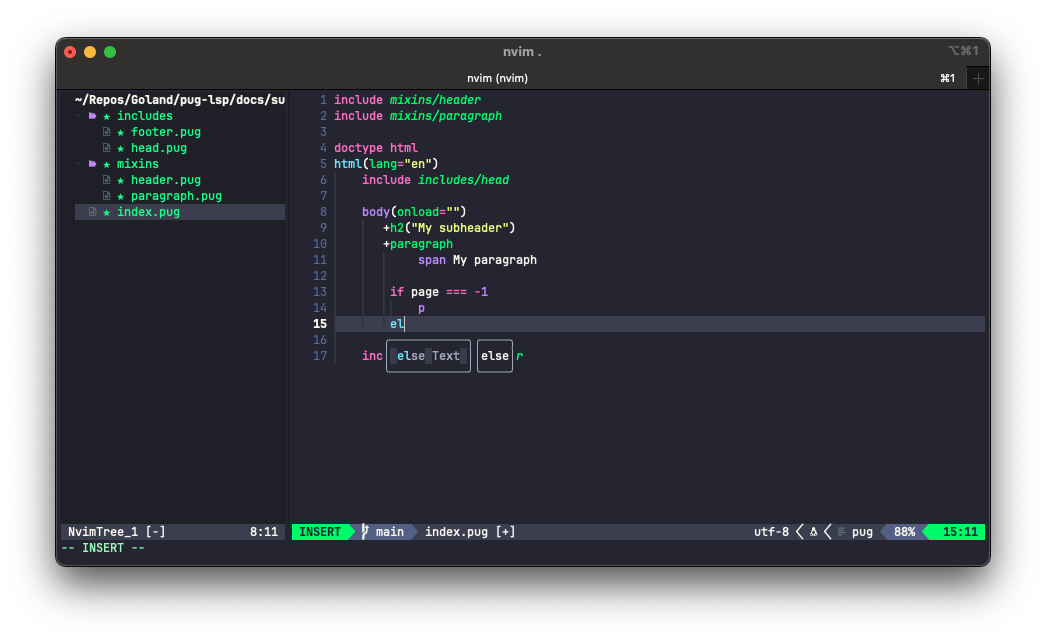 nvim .
⌥⌘1
nvim (nvim)
⌘1
~/Repos/Goland/pug-lsp/docs/su
includes
footer.pug
head.pug
mixins
header.pug
paragraph.pug
index.pug
1 include mixins/header
2 include mixins/paragraph
3
4 doctype html
5 html(lang="en")
6 include includes/head
7
8 body(onload="")
9 +h2("My subheader")
10 +paragraph
11 span My paragraph
12
13 if page === -1
14 p
15 el
16
17 inc else Text else r
NvimTree_1 [-] 8:11
INSERT main index.pug [+] utf-8 pug 88% 15:11
-- INSERT --